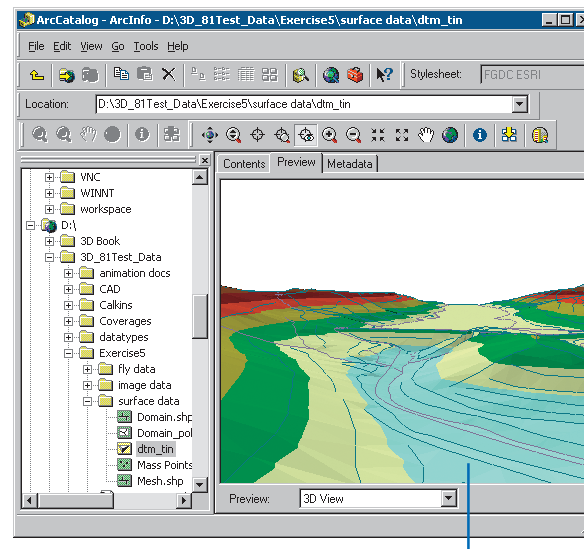 ArcCatalog - ArcInfo - D:\3D_81Test_Data\Exercise5\surface data\dtm_tin
File Edit View Go Tools Help
Stylesheet: FGDC ESRI
Location: D:\3D_81Test_Data\Exercise5\surface data\dtm_tin
Contents Preview Metadata
VNC
WINNT
workspace
D:\
3D Book
3D_81Test_Data
animation docs
CAD
Calkins
Coverages
datatypes
Exercise5
fly data
image data
surface data
Domain.shp
Domain_pol
dtm_tin
Mass Points
Mesh.shp
Preview: 3D View